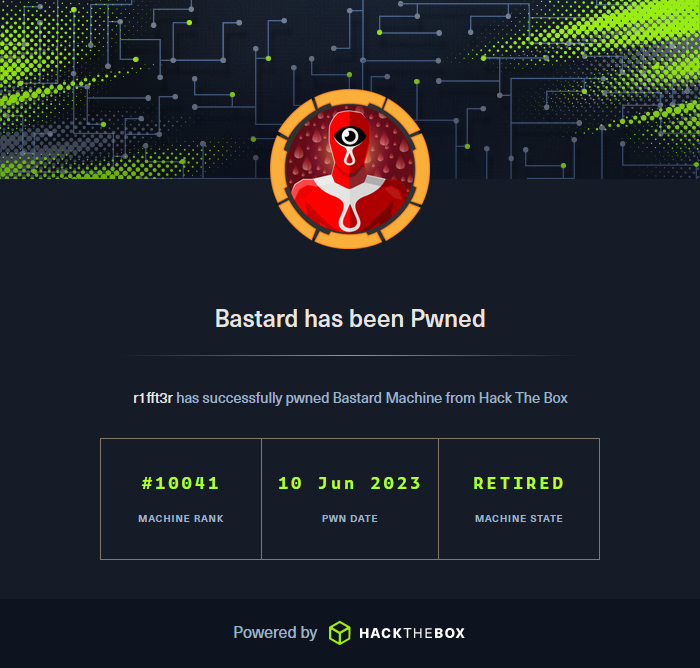 Bastard has been Pwned
r1fft3r has successfully pwned Bastard Machine from Hack The Box
#10041 10 Jun 2023 RETIRED
MACHINE RANK PWN DATE MACHINE STATE
Powered by HACKTHEBOX